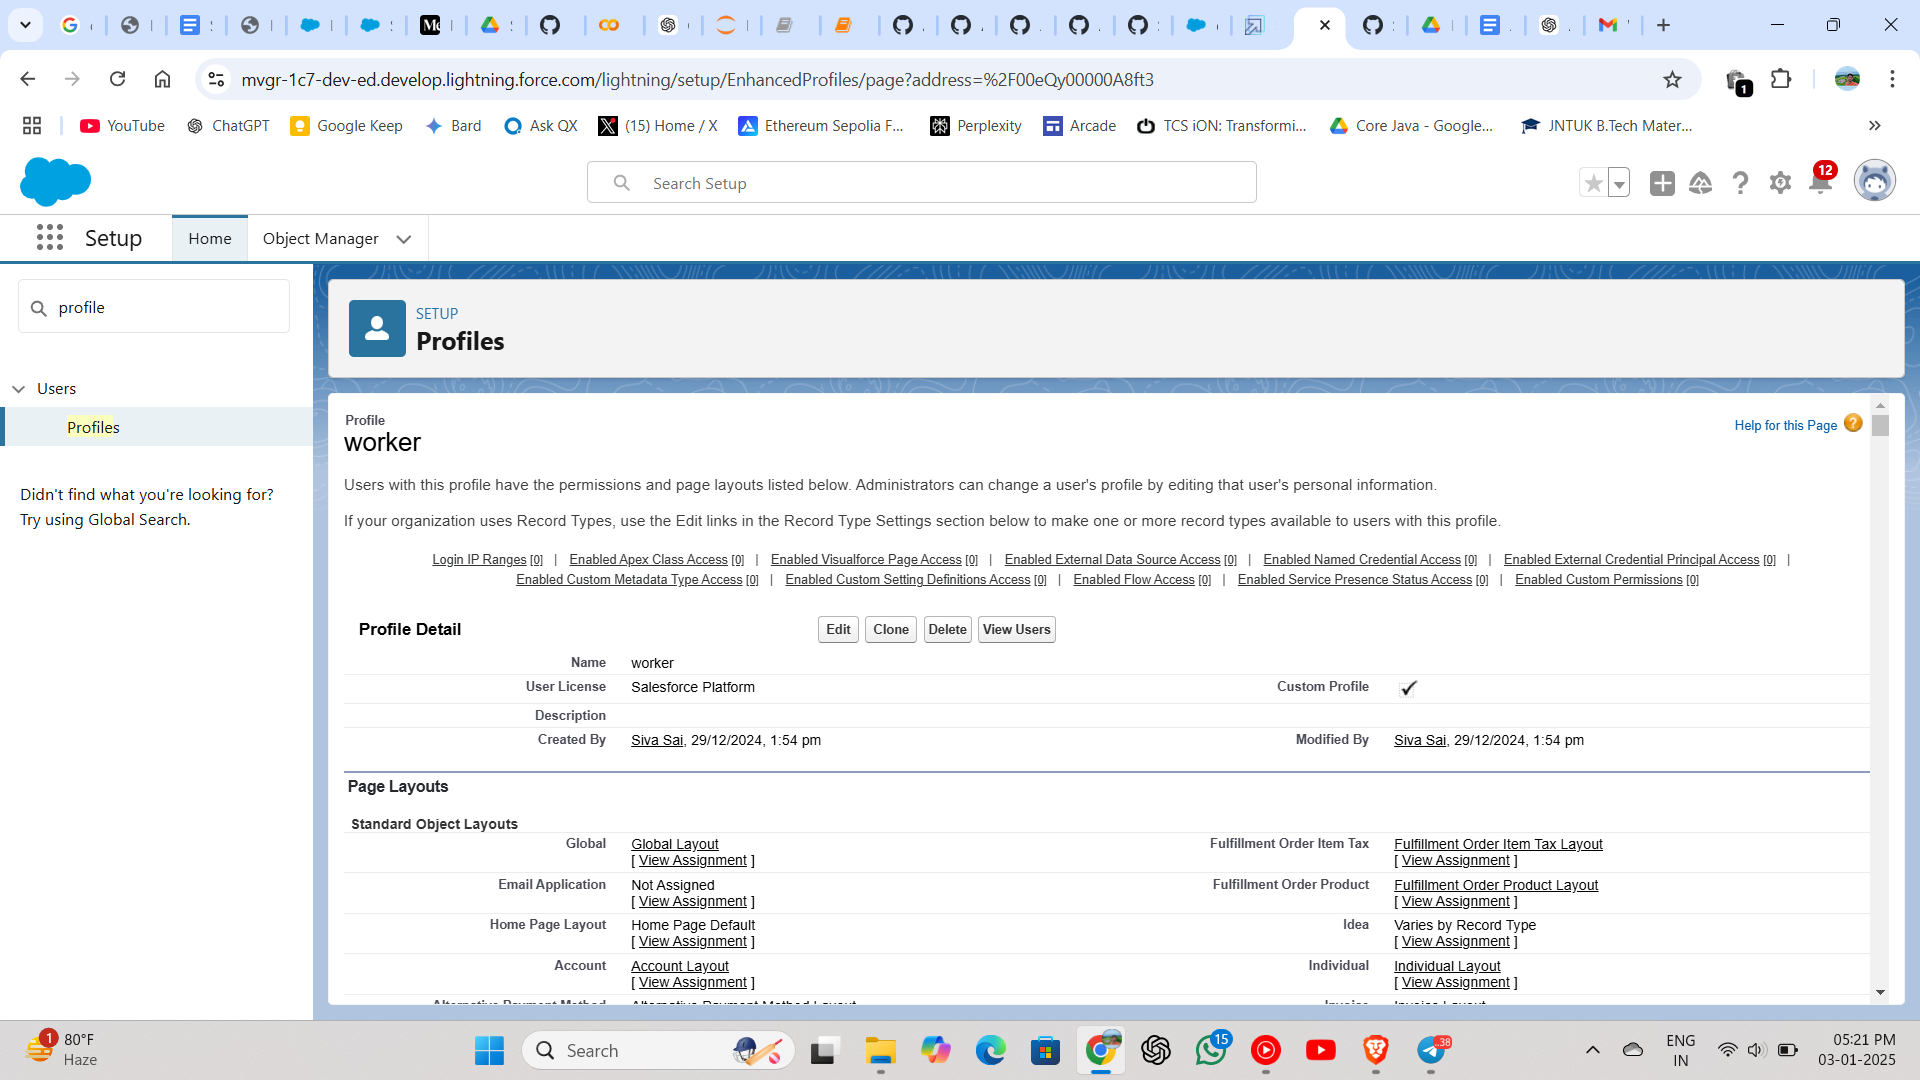 mvgr-1c7-dev-ed.develop.lightning.force.com/lightning/setup/EnhancedProfiles/page?address=%2F00eQy00000A8ft3
1
YouTube ChatGPT Google Keep Bard Ask QX (15) Home / X Ethereum Sepolia F... Perplexity Arcade TCS iON: Transformi... Core Java - Google... JNTUK B.Tech Mater...
Search Setup
12
Setup Home Object Manager
profile
Users
Profiles
Didn't find what you're looking for?
Try using Global Search.
SETUP
Profiles
Profile
worker
Help for this Page ?
Users with this profile have the permissions and page layouts listed below. Administrators can change a user's profile by editing that user's personal information.
If your organization uses Record Types, use the Edit links in the Record Type Settings section below to make one or more record types available to users with this profile.
Login IP Ranges [0] | Enabled Apex Class Access [0] | Enabled Visualforce Page Access [0] | Enabled External Data Source Access [0] | Enabled Named Credential Access [0] | Enabled External Credential Principal Access [0] |
Enabled Custom Metadata Type Access [0] | Enabled Custom Setting Definitions Access [0] | Enabled Flow Access [0] | Enabled Service Presence Status Access [0] | Enabled Custom Permissions [0]
Profile Detail Edit Clone Delete View Users
Name worker
User License Salesforce Platform Custom Profile
Description
Created By Siva Sai, 29/12/2024, 1:54 pm Modified By Siva Sai, 29/12/2024, 1:54 pm
Page Layouts
Standard Object Layouts
Global Global Layout Fulfillment Order Item Tax Fulfillment Order Item Tax Layout
[ View Assignment ] [ View Assignment ]
Email Application Not Assigned Fulfillment Order Product Fulfillment Order Product Layout
[ View Assignment ] [ View Assignment ]
Home Page Layout Home Page Default Idea Varies by Record Type
[ View Assignment ] [ View Assignment ]
Account Account Layout Individual Individual Layout
[ View Assignment ] [ View Assignment ]
Alternative Payment Method Alternative Payment Method Layout Invoice Invoice Layout
1 80°F
Haze
Search
15
38
ENG
IN
05:21 PM
03-01-2025